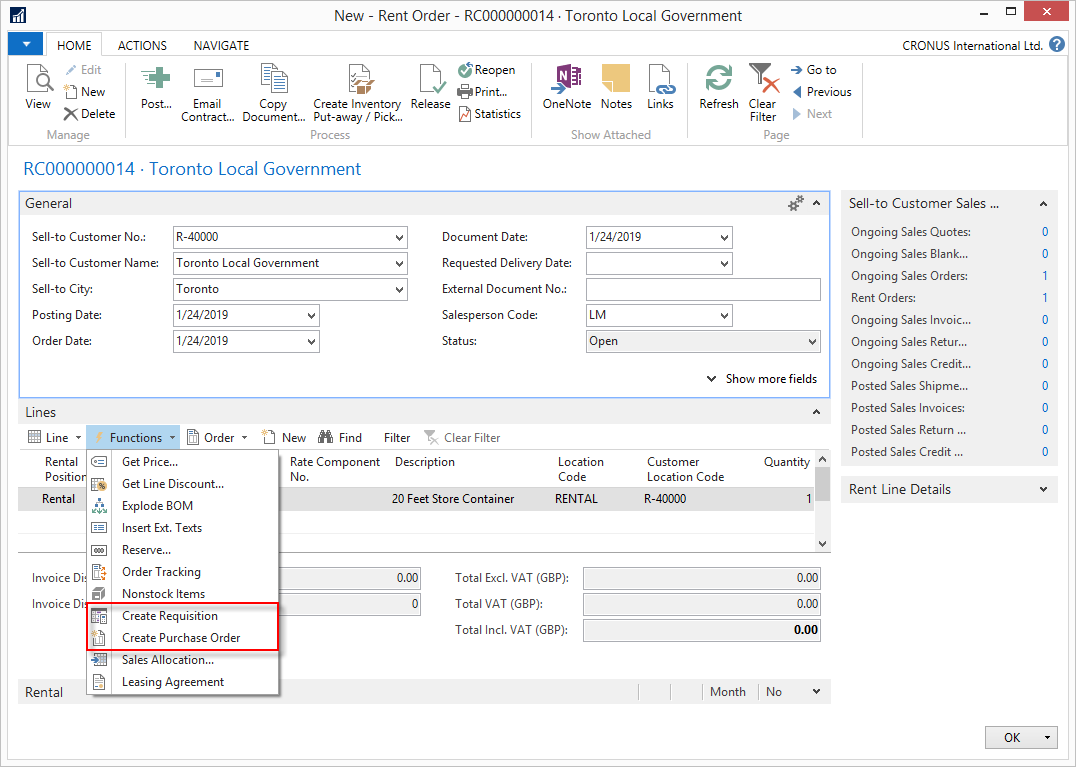 New - Rent Order - RC000000014 · Toronto Local Government
HOME ACTIONS NAVIGATE CRONUS International Ltd. ?
View
Edit
New
Delete
Manage
Post...
Email Contract...
Copy Document...
Create Inventory Put-away / Pick...
Release
Reopen
Print...
Statistics
Process
OneNote
Notes
Links
Show Attached
Refresh
Clear Filter
Go to
Previous
Next
Page
RC000000014 · Toronto Local Government
General
Sell-to Customer No.: R-40000
Sell-to Customer Name: Toronto Local Government
Sell-to City: Toronto
Posting Date: 1/24/2019
Order Date: 1/24/2019
Document Date: 1/24/2019
Requested Delivery Date:
External Document No.:
Salesperson Code: LM
Status: Open
Show more fields
Lines
Line Functions Order New Find Filter Clear Filter
Rental Position
Rate Component No.
Description
Location Code
Customer Location Code
Quantity
Rental 20 Feet Store Container RENTAL R-40000 1
Get Price...
Get Line Discount...
Explode BOM
Insert Ext. Texts
Reserve...
Order Tracking
Nonstock Items
Create Requisition
Create Purchase Order
Sales Allocation...
Leasing Agreement
Invoice Dis 0.00
Invoice Dis 0
Total Excl. VAT (GBP): 0.00
Total VAT (GBP): 0.00
Total Incl. VAT (GBP): 0.00
Rental Month No
Sell-to Customer Sales ...
Ongoing Sales Quotes: 0
Ongoing Sales Blank... 0
Ongoing Sales Orders: 1
Rent Orders: 1
Ongoing Sales Invoic... 0
Ongoing Sales Retur... 0
Ongoing Sales Credit... 0
Posted Sales Shipme... 0
Posted Sales Invoices: 0
Posted Sales Return ... 0
Posted Sales Credit ... 0
Rent Line Details
OK